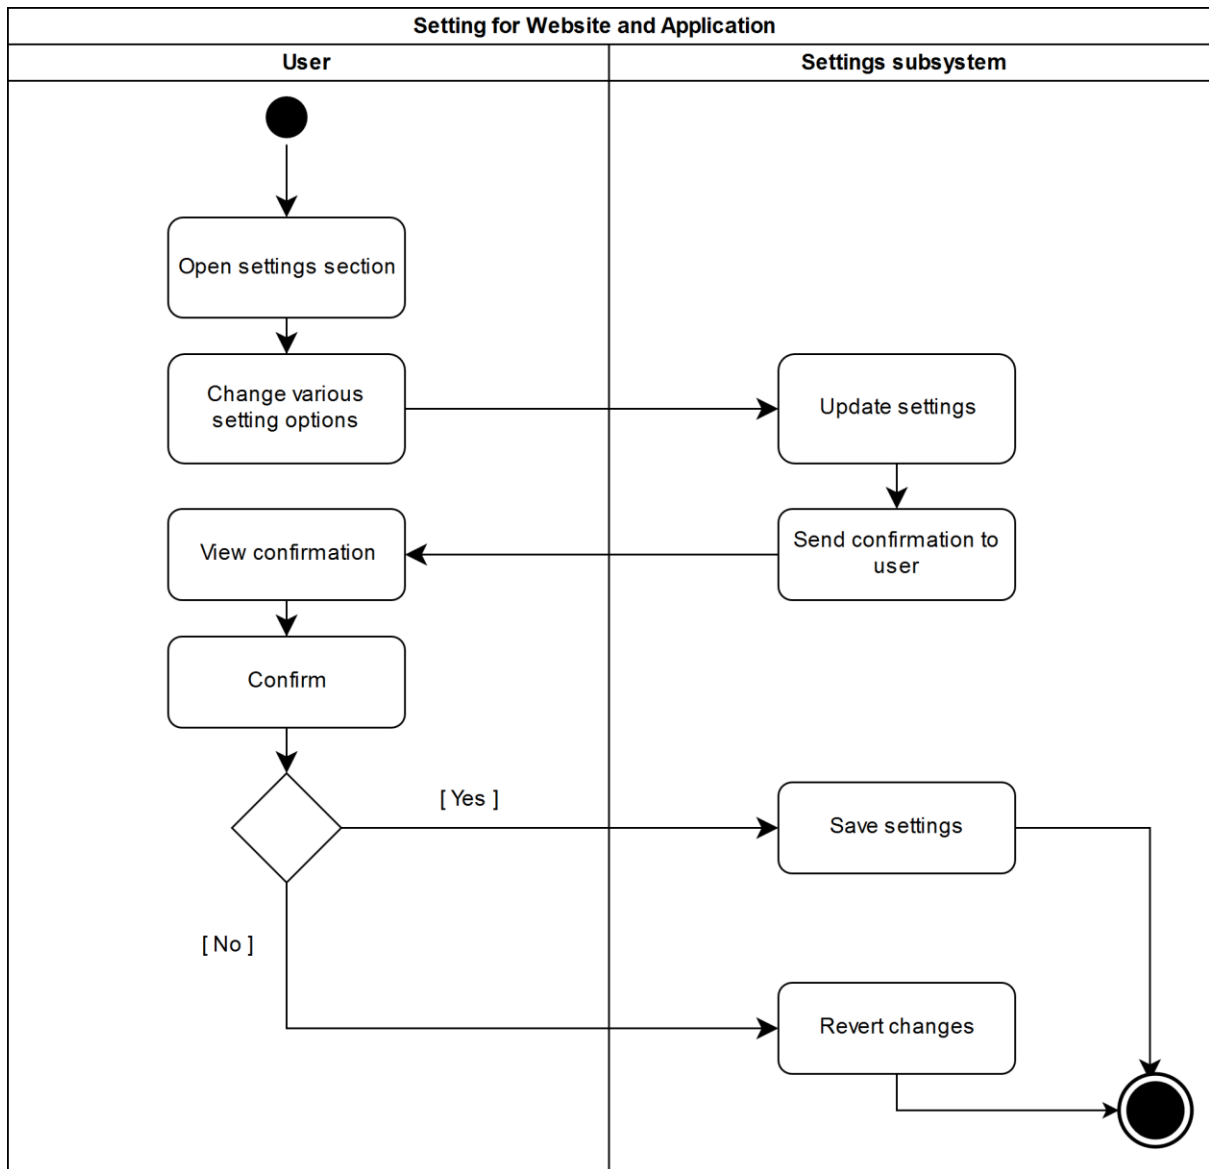 Setting for Website and Application
User
Settings subsystem
Open settings section
Change various
setting options
Update settings
View confirmation
Send confirmation to
user
Confirm
[ Yes ]
Save settings
[ No ]
Revert changes